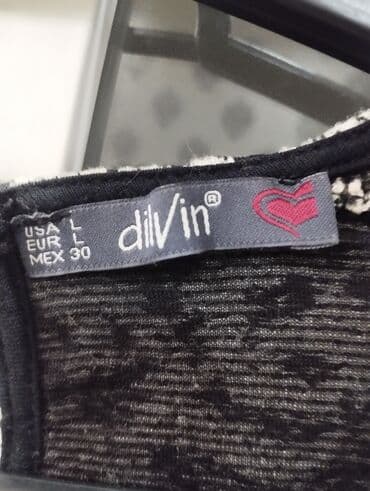 USA L
EUR L
MEX 30
dilvin®